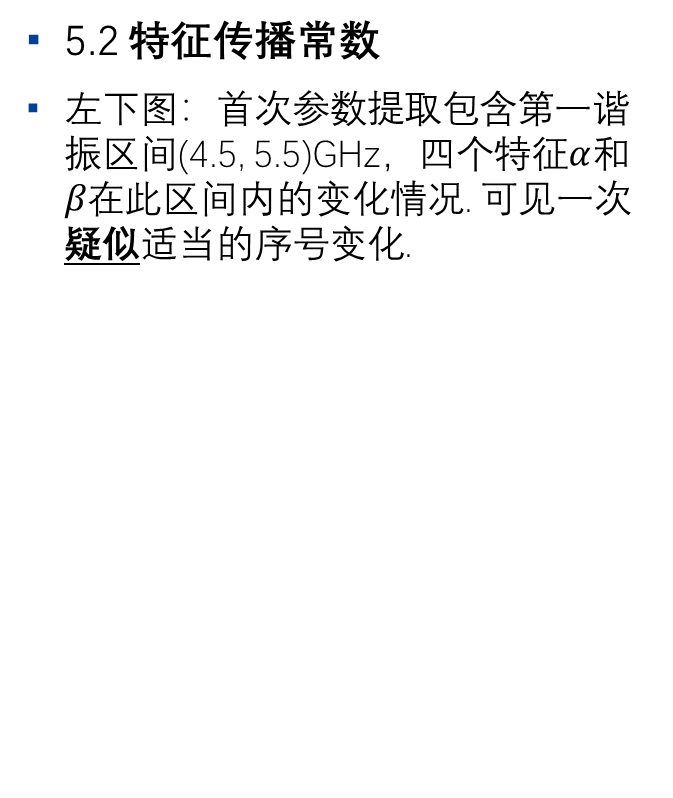 ▪ 5.2 特征传播常数
▪ 左下图：首次参数提取包含第一谐
振区间(4.5, 5.5)GHz，四个特征α和
β在此区间内的变化情况. 可见一次
疑似适当的序号变化.